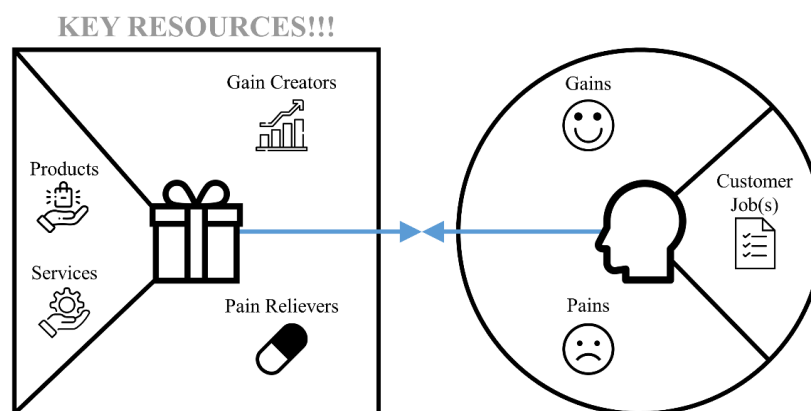 KEY RESOURCES!!!
Gain Creators
Products
Services
Pain Relievers
Gains
Customer
Job(s)
Pains